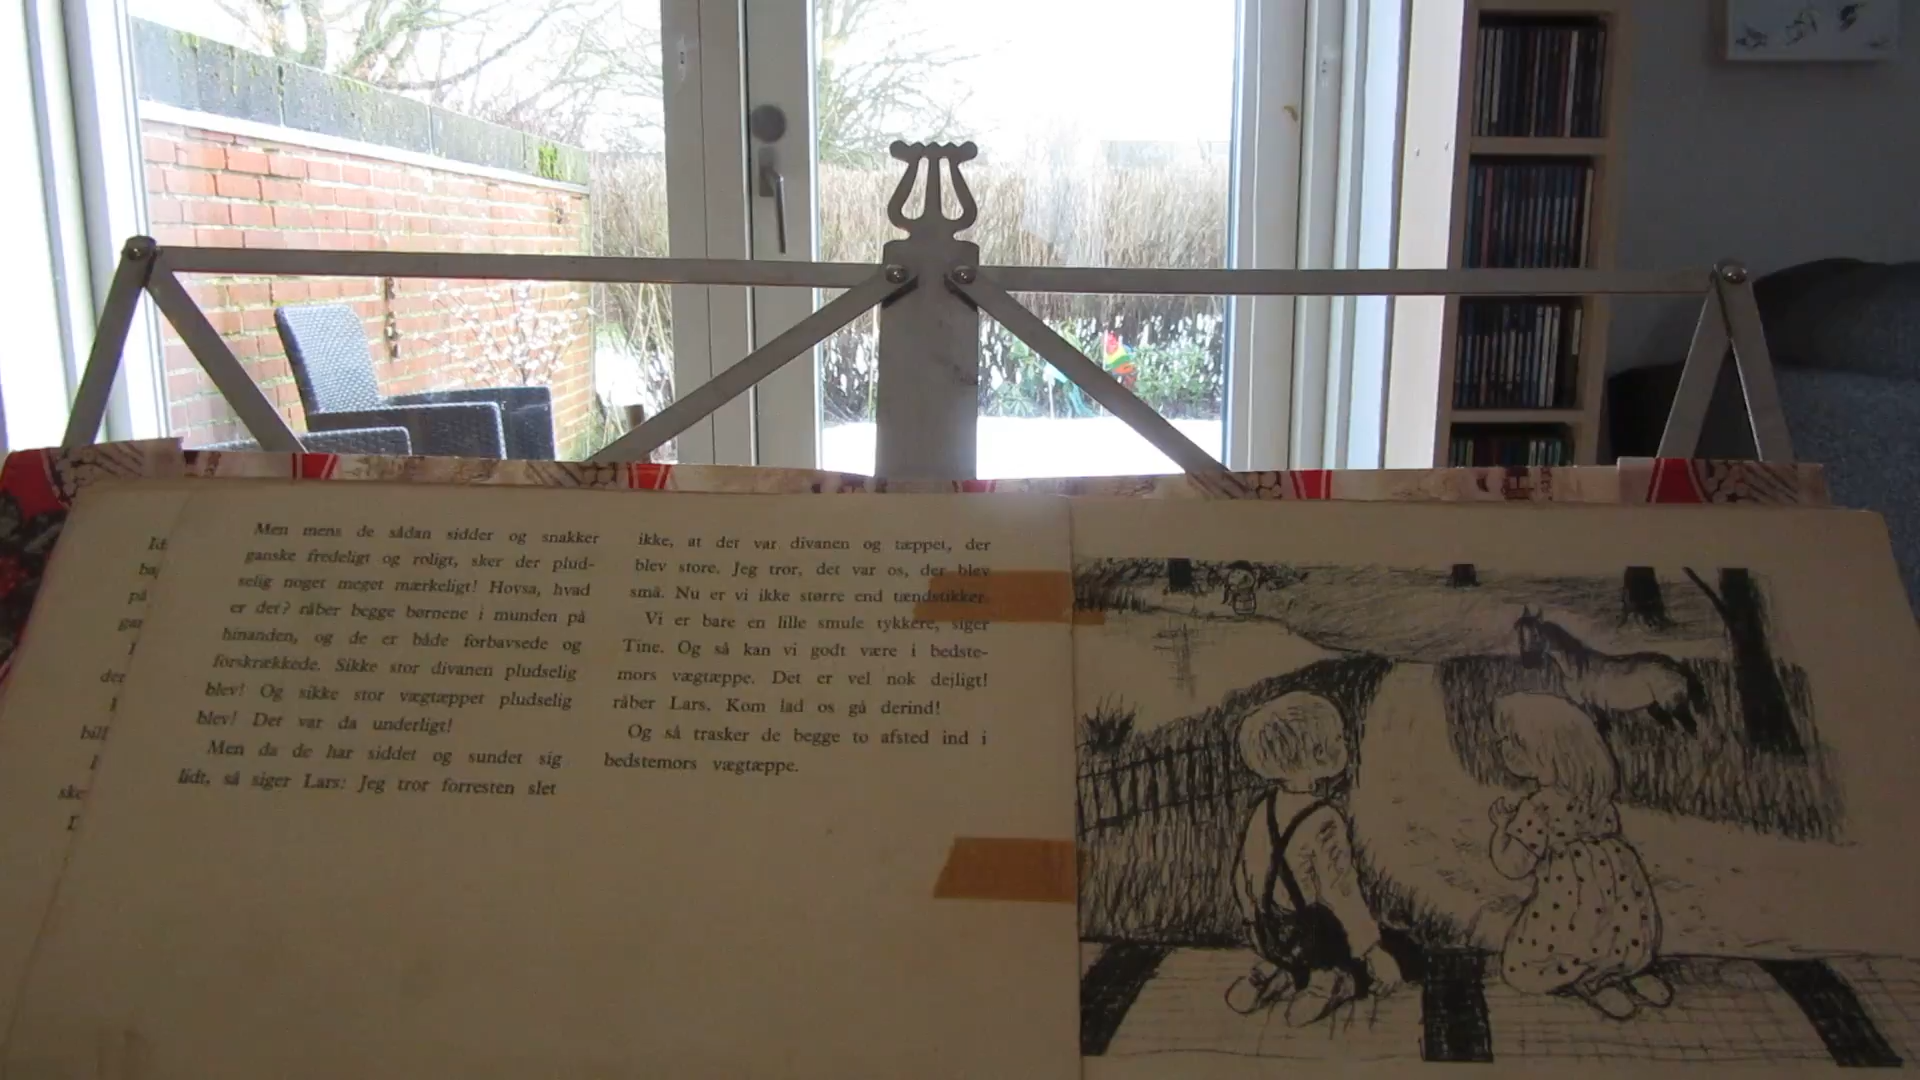 Men mens de sådan sidder og snakker
ganske fredeligt og roligt, sker der plud-
selig noget meget mærkeligt! Hovsa, hvad
er det? råber begge børnene i munden på
hinanden, og de er både forbavsede og
forskrækkede. Sikke stor divanen pludselig
blev! Og sikke stor vægtæppet pludselig
blev! Det var da underligt!
Men da de har siddet og sundet sig
lidt, så siger Lars: Jeg tror forresten slet
ikke, at det var divanen og tæppet, der
blev store. Jeg tror, det var os, der blev
små. Nu er vi ikke større end tændstikker.
Vi er bare en lille smule tykkere, siger
Tine. Og så kan vi godt være i bedste-
mors vægtæppe. Det er vel nok dejligt!
råber Lars. Kom lad os gå derind!
Og så trasker de begge to afsted ind i
bedstemors vægtæppe.